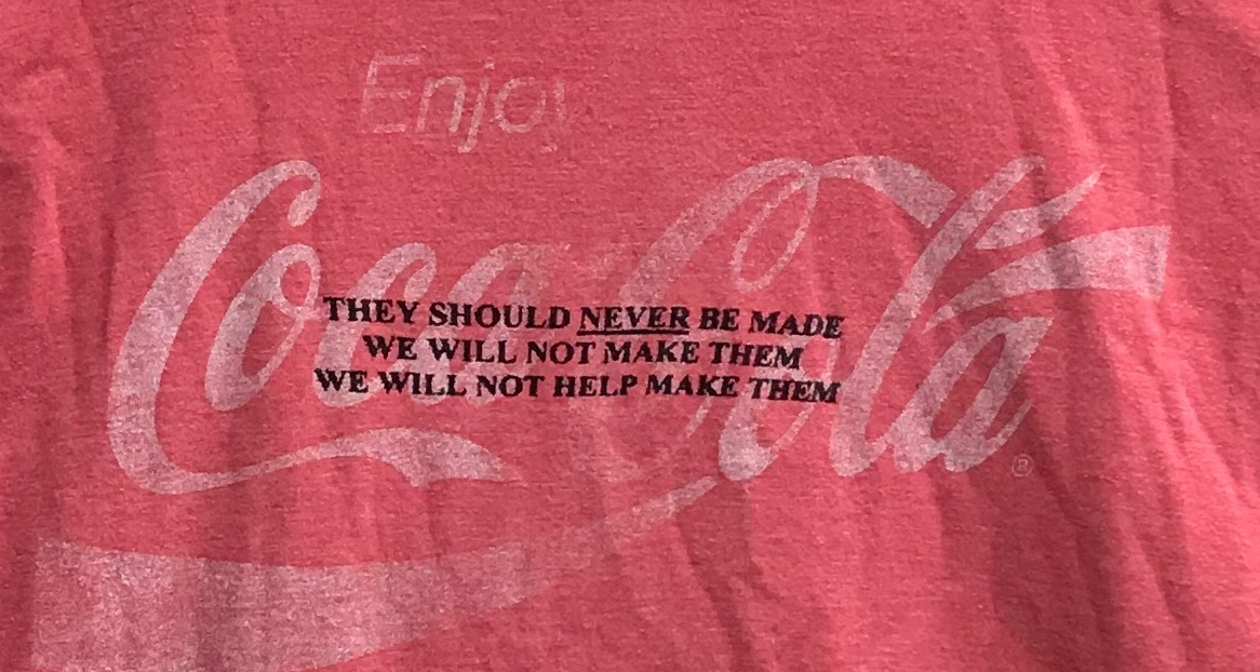 Enjoy
Coca-Cola
®
THEY SHOULD NEVER BE MADE
WE WILL NOT MAKE THEM
WE WILL NOT HELP MAKE THEM